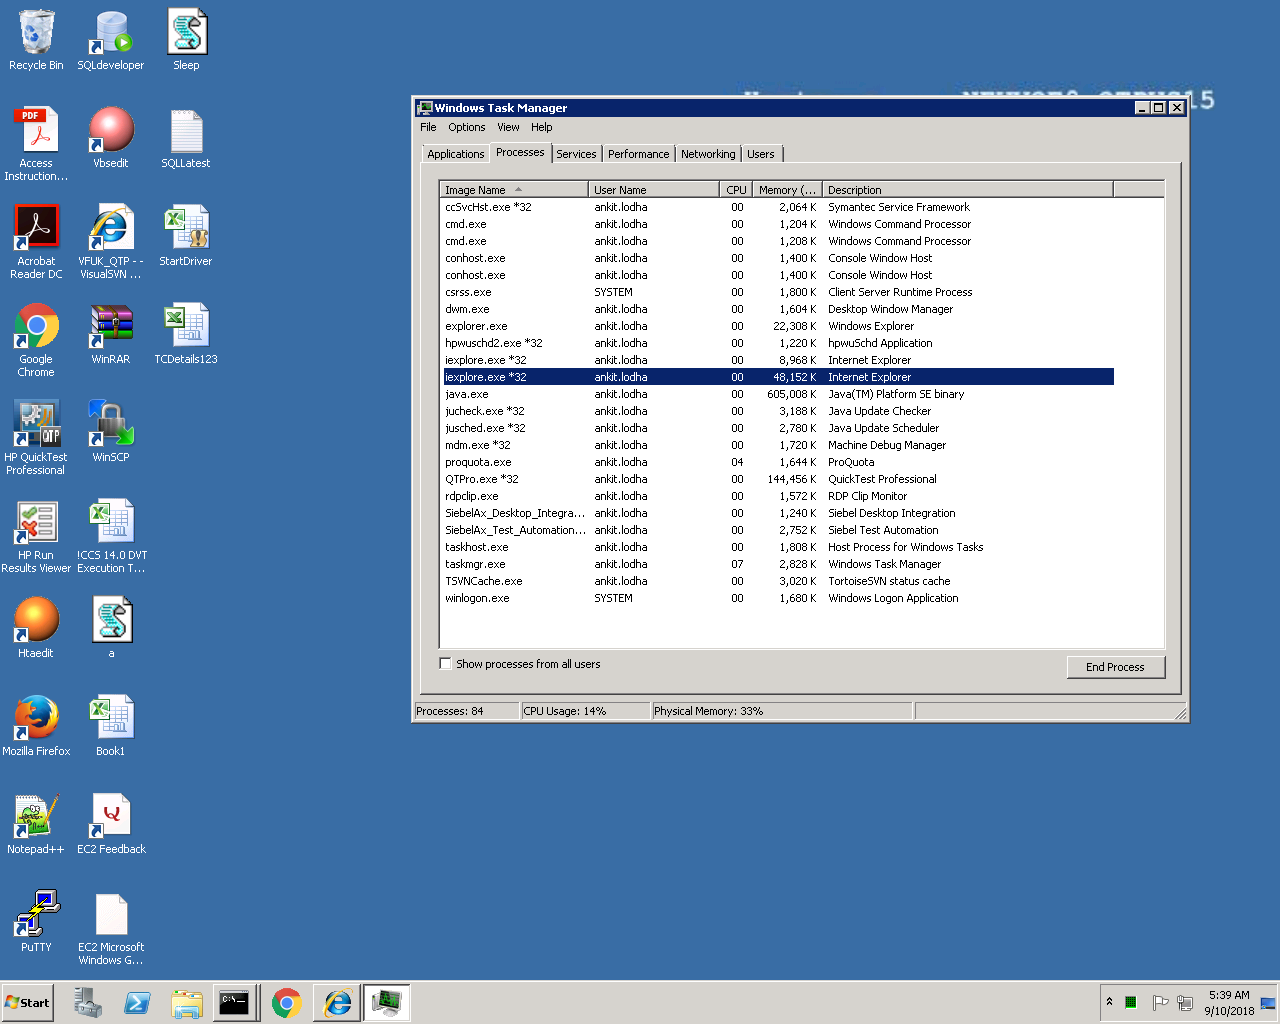 Recycle Bin
SQLdeveloper
Sleep
Access
Instruction...
Vbsedit
SQLLatest
Acrobat
Reader DC
VFUK_QTP - -
VisualSVN ...
StartDriver
Google
Chrome
WinRAR
TCDetails123
HP QuickTest
Professional
WinSCP
HP Run
Results Viewer
!CCS 14.0 DVT
Execution T...
Htaedit
a
Mozilla Firefox
Book1
Notepad++
EC2 Feedback
PuTTY
EC2 Microsoft
Windows G...
PDF
QTP
15
Windows Task Manager
File Options View Help
Applications Processes Services Performance Networking Users
Image Name User Name CPU Memory (... Description
ccSvcHst.exe *32 ankit.lodha 00 2,064 K Symantec Service Framework
cmd.exe ankit.lodha 00 1,204 K Windows Command Processor
cmd.exe ankit.lodha 00 1,208 K Windows Command Processor
conhost.exe ankit.lodha 00 1,400 K Console Window Host
conhost.exe ankit.lodha 00 1,400 K Console Window Host
csrss.exe SYSTEM 00 1,800 K Client Server Runtime Process
dwm.exe ankit.lodha 00 1,604 K Desktop Window Manager
explorer.exe ankit.lodha 00 22,308 K Windows Explorer
hpwuschd2.exe *32 ankit.lodha 00 1,220 K hpwuSchd Application
iexplore.exe *32 ankit.lodha 00 8,968 K Internet Explorer
iexplore.exe *32 ankit.lodha 00 48,152 K Internet Explorer
java.exe ankit.lodha 00 605,008 K Java(TM) Platform SE binary
jucheck.exe *32 ankit.lodha 00 3,188 K Java Update Checker
jusched.exe *32 ankit.lodha 00 2,780 K Java Update Scheduler
mdm.exe *32 ankit.lodha 00 1,720 K Machine Debug Manager
proquota.exe ankit.lodha 04 1,644 K ProQuota
QTPro.exe *32 ankit.lodha 00 144,456 K QuickTest Professional
rdpclip.exe ankit.lodha 00 1,572 K RDP Clip Monitor
SiebelAx_Desktop_Integra... ankit.lodha 00 1,240 K Siebel Desktop Integration
SiebelAx_Test_Automation... ankit.lodha 00 2,752 K Siebel Test Automation
taskhost.exe ankit.lodha 00 1,808 K Host Process for Windows Tasks
taskmgr.exe ankit.lodha 07 2,828 K Windows Task Manager
TSVNCache.exe ankit.lodha 00 3,020 K TortoiseSVN status cache
winlogon.exe SYSTEM 00 1,680 K Windows Logon Application
Show processes from all users
End Process
Processes: 84 CPU Usage: 14% Physical Memory: 33%
Start
C:\.
5:39 AM
9/10/2018